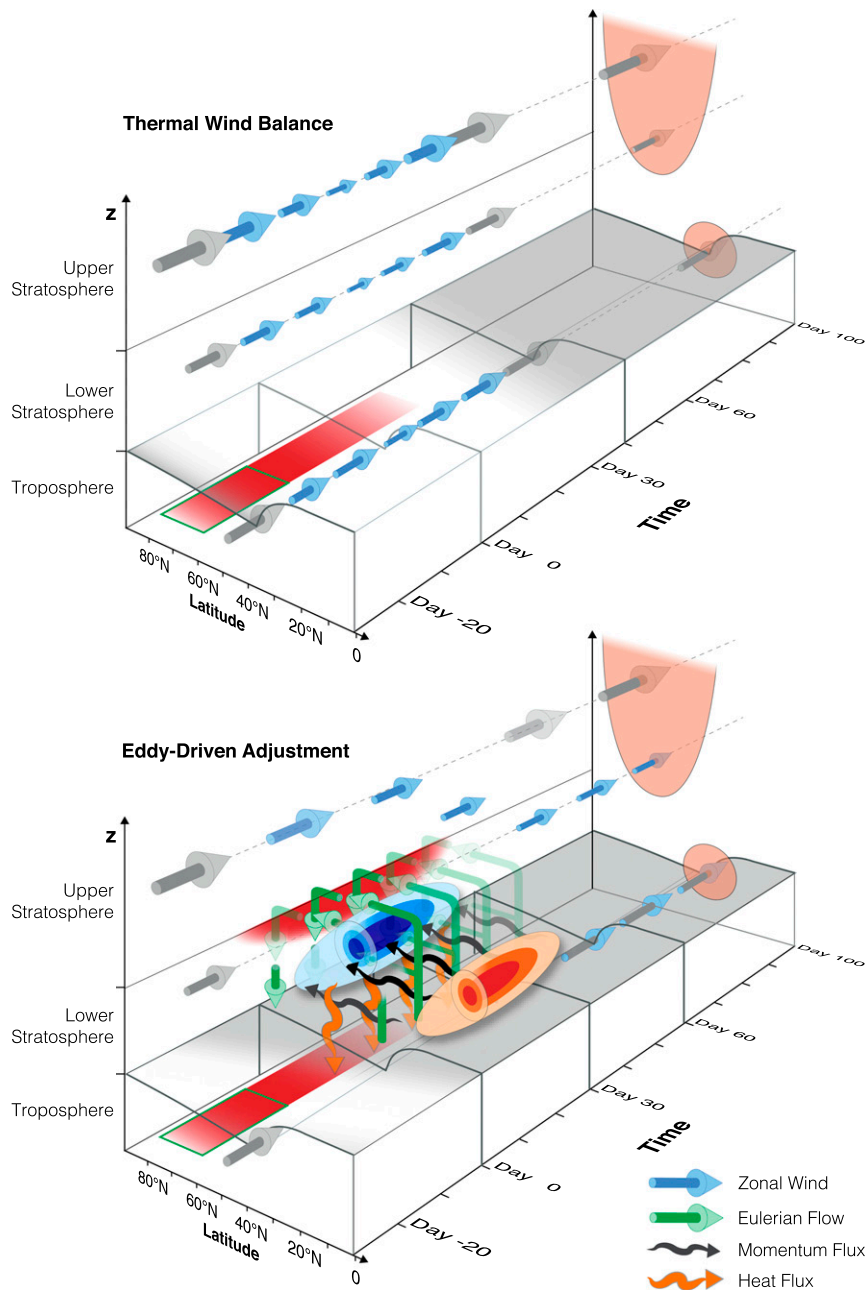 Thermal Wind Balance
z
Upper
Stratosphere
Lower
Stratosphere
Troposphere
80°N
60°N
40°N
20°N
0
Latitude
Day -20
Day 0
Day 30
Day 60
Day 100
Time
Eddy-Driven Adjustment
z
Upper
Stratosphere
Lower
Stratosphere
Troposphere
80°N
60°N
40°N
20°N
0
Latitude
Day -20
Day 0
Day 30
Day 60
Day 100
Time
Zonal Wind
Eulerian Flow
Momentum Flux
Heat Flux